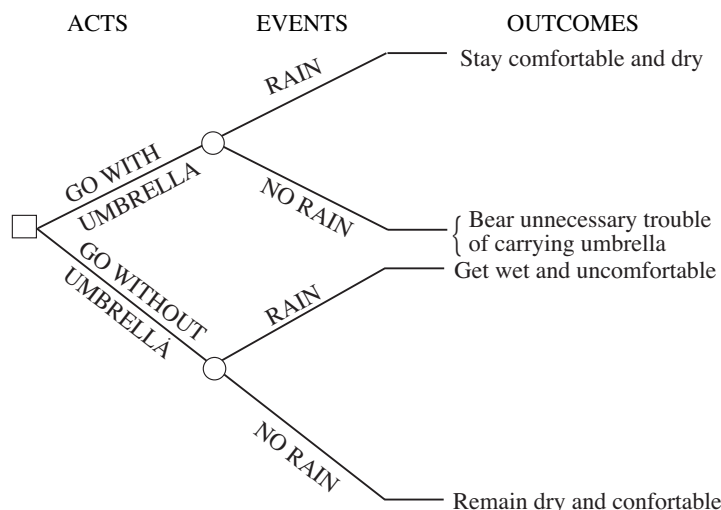 ACTS EVENTS OUTCOMES
RAIN
Stay comfortable and dry
GO WITH
UMBRELLA
NO RAIN
Bear unnecessary trouble
of carrying umbrella
GO WITHOUT
UMBRELLA
RAIN
Get wet and uncomfortable
NO RAIN
Remain dry and confortable